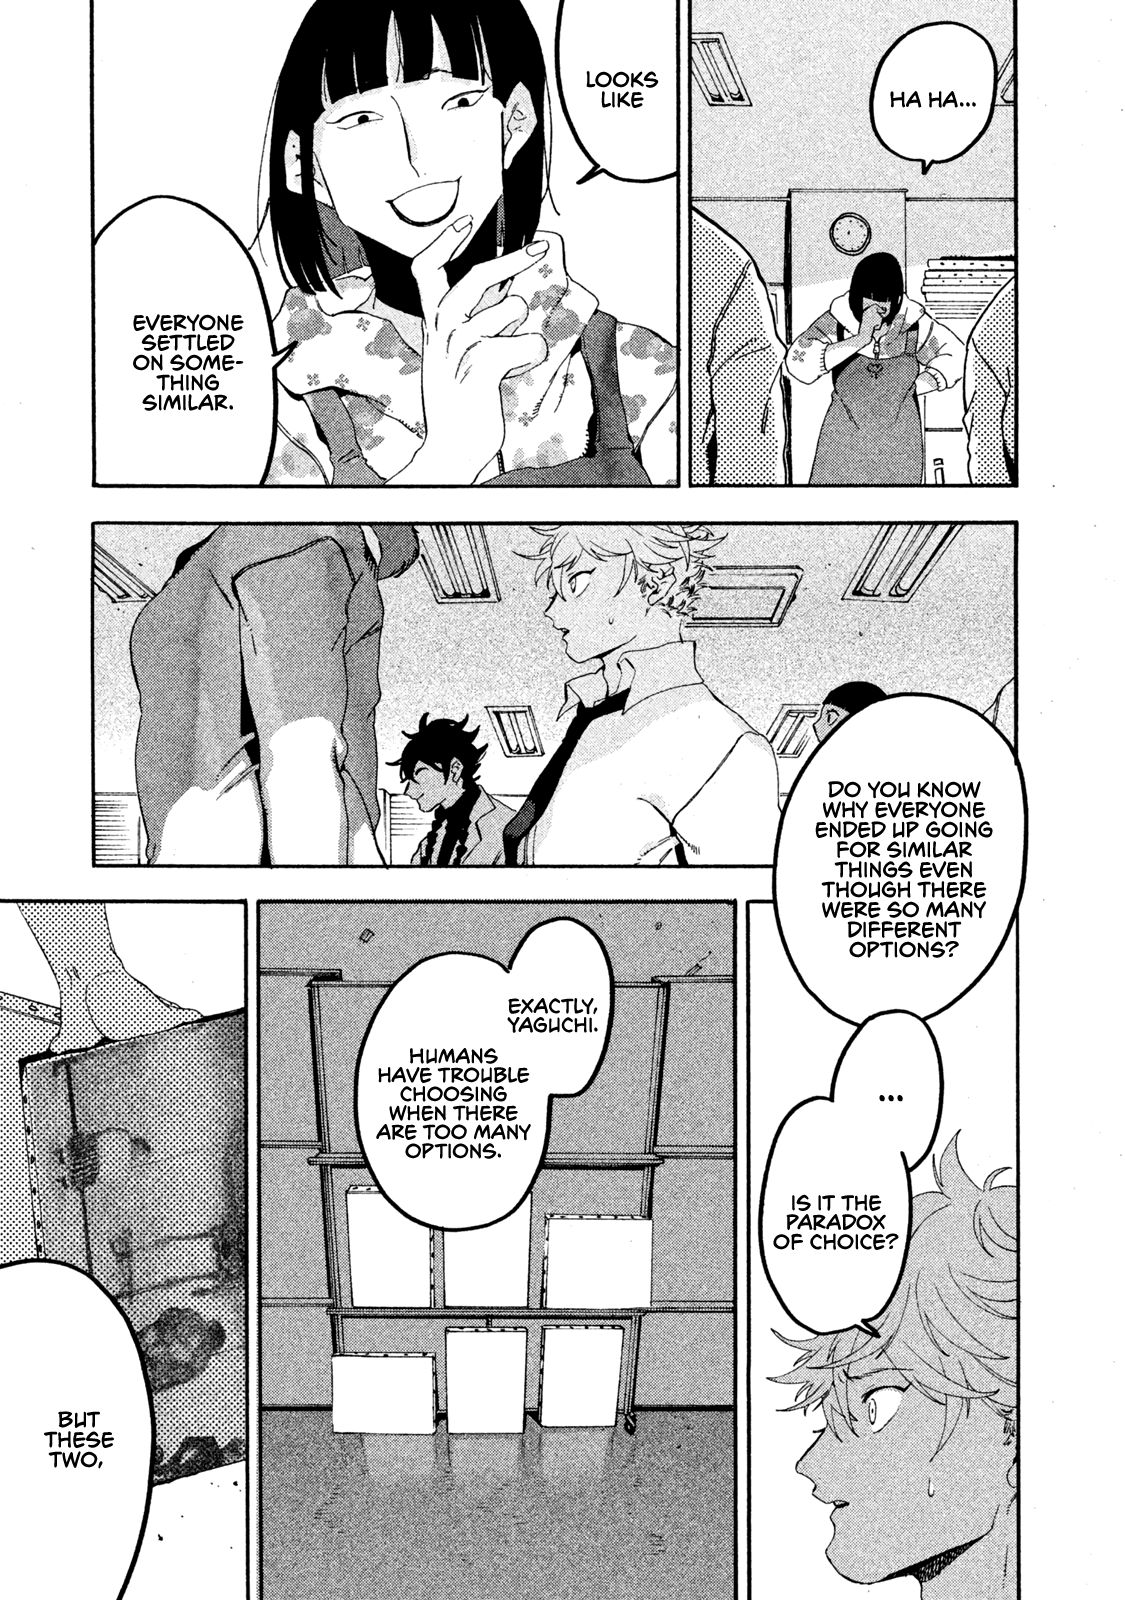 HA HA...
LOOKS
LIKE
EVERYONE
SETTLED
ON SOME-
THING
SIMILAR.
DO YOU KNOW
WHY EVERYONE
ENDED UP GOING
FOR SIMILAR
THINGS EVEN
THOUGH THERE
WERE SO MANY
DIFFERENT
OPTIONS?
...
IS IT THE
PARADOX
OF CHOICE?
EXACTLY,
YAGUCHI.
HUMANS
HAVE TROUBLE
CHOOSING
WHEN THERE
ARE TOO MANY
OPTIONS.
BUT
THESE
TWO,